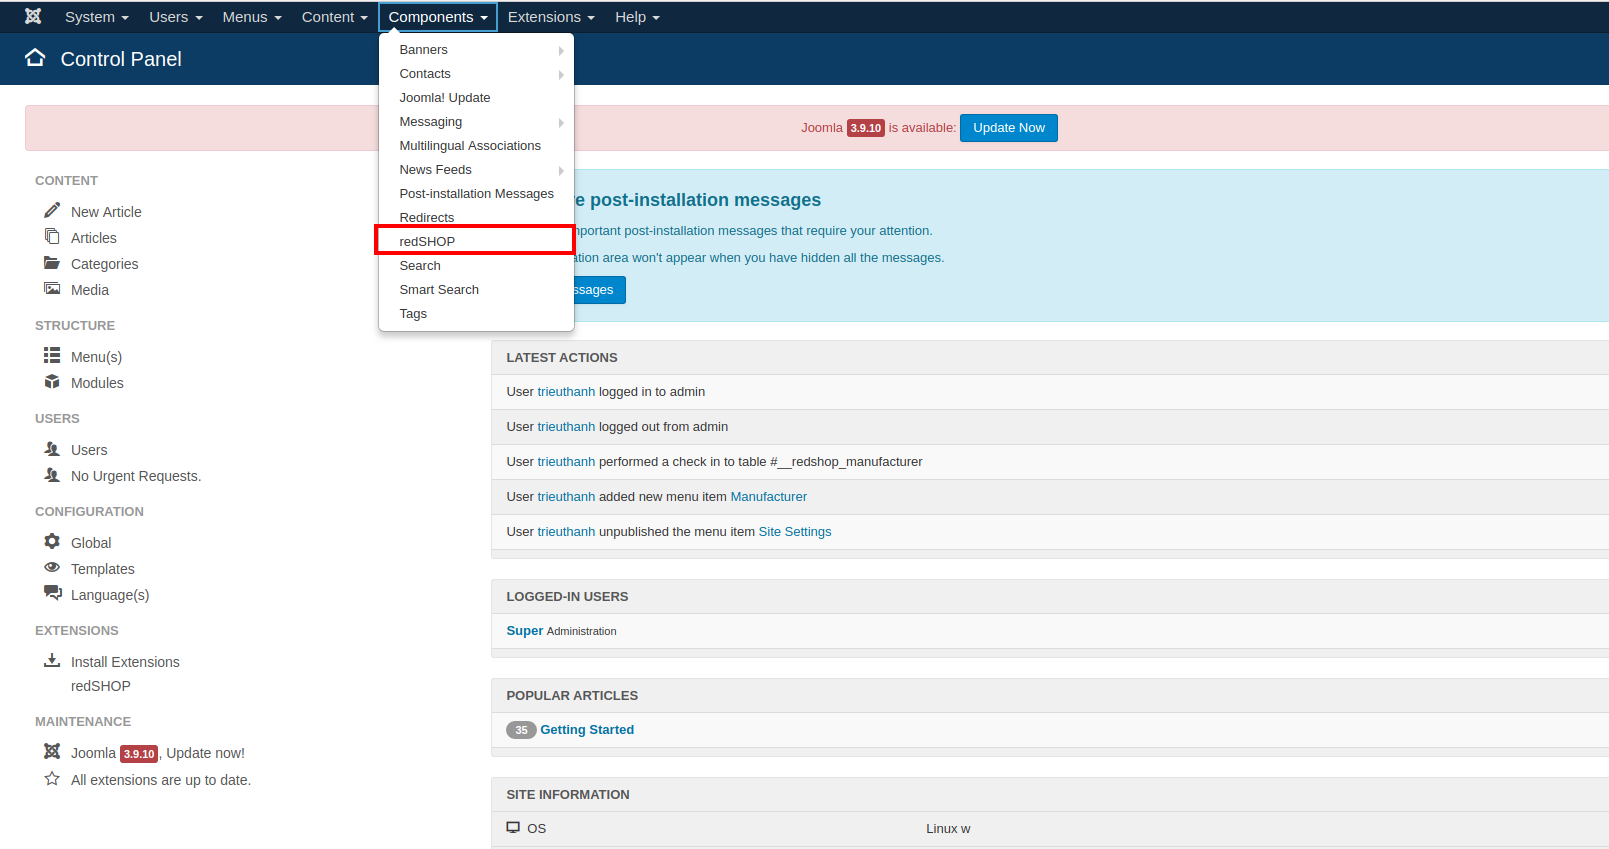 System Users Menus Content Components Extensions Help
Control Panel
Banners
Contacts
Joomla! Update
Messaging
Multilingual Associations
News Feeds
Post-installation Messages
Redirects
redSHOP
Search
Smart Search
Tags
Joomla 3.9.10 is available: Update Now
post-installation messages
important post-installation messages that require your attention.
area won't appear when you have hidden all the messages.
CONTENT
New Article
Articles
Categories
Media
STRUCTURE
Menu(s)
Modules
USERS
Users
No Urgent Requests.
CONFIGURATION
Global
Templates
Language(s)
EXTENSIONS
Install Extensions
redSHOP
MAINTENANCE
Joomla 3.9.10, Update now!
All extensions are up to date.
LATEST ACTIONS
User trieuthanh logged in to admin
User trieuthanh logged out from admin
User trieuthanh performed a check in to table #__redshop_manufacturer
User trieuthanh added new menu item Manufacturer
User trieuthanh unpublished the menu item Site Settings
LOGGED-IN USERS
Super Administration
POPULAR ARTICLES
35 Getting Started
SITE INFORMATION
OS Linux w